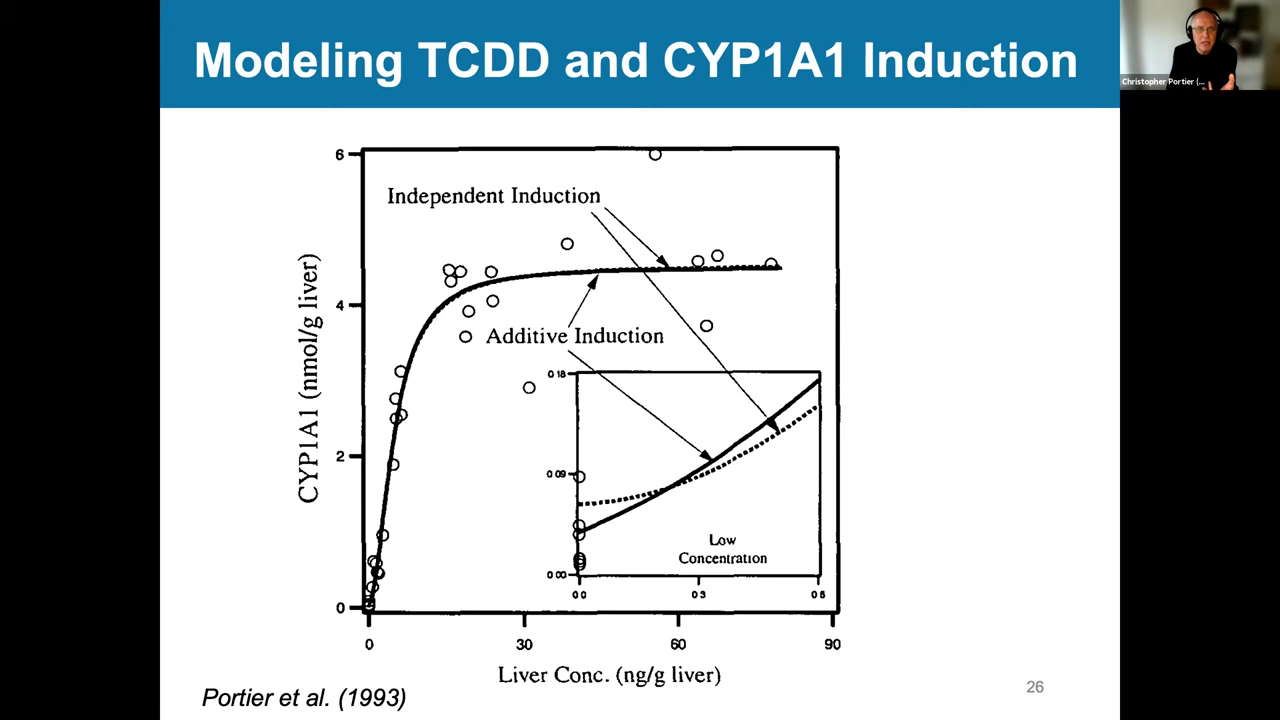 Modeling TCDD and CYP1A1 Induction
Christopher Portier (...
6
Independent Induction
4
CYP1A1 (nmol/g liver)
Additive Induction
0.18
2
0.09
Low
Concentration
0.00
0.0
0.3
0.6
0
0
30
60
90
Liver Conc. (ng/g liver)
Portier et al. (1993)
26